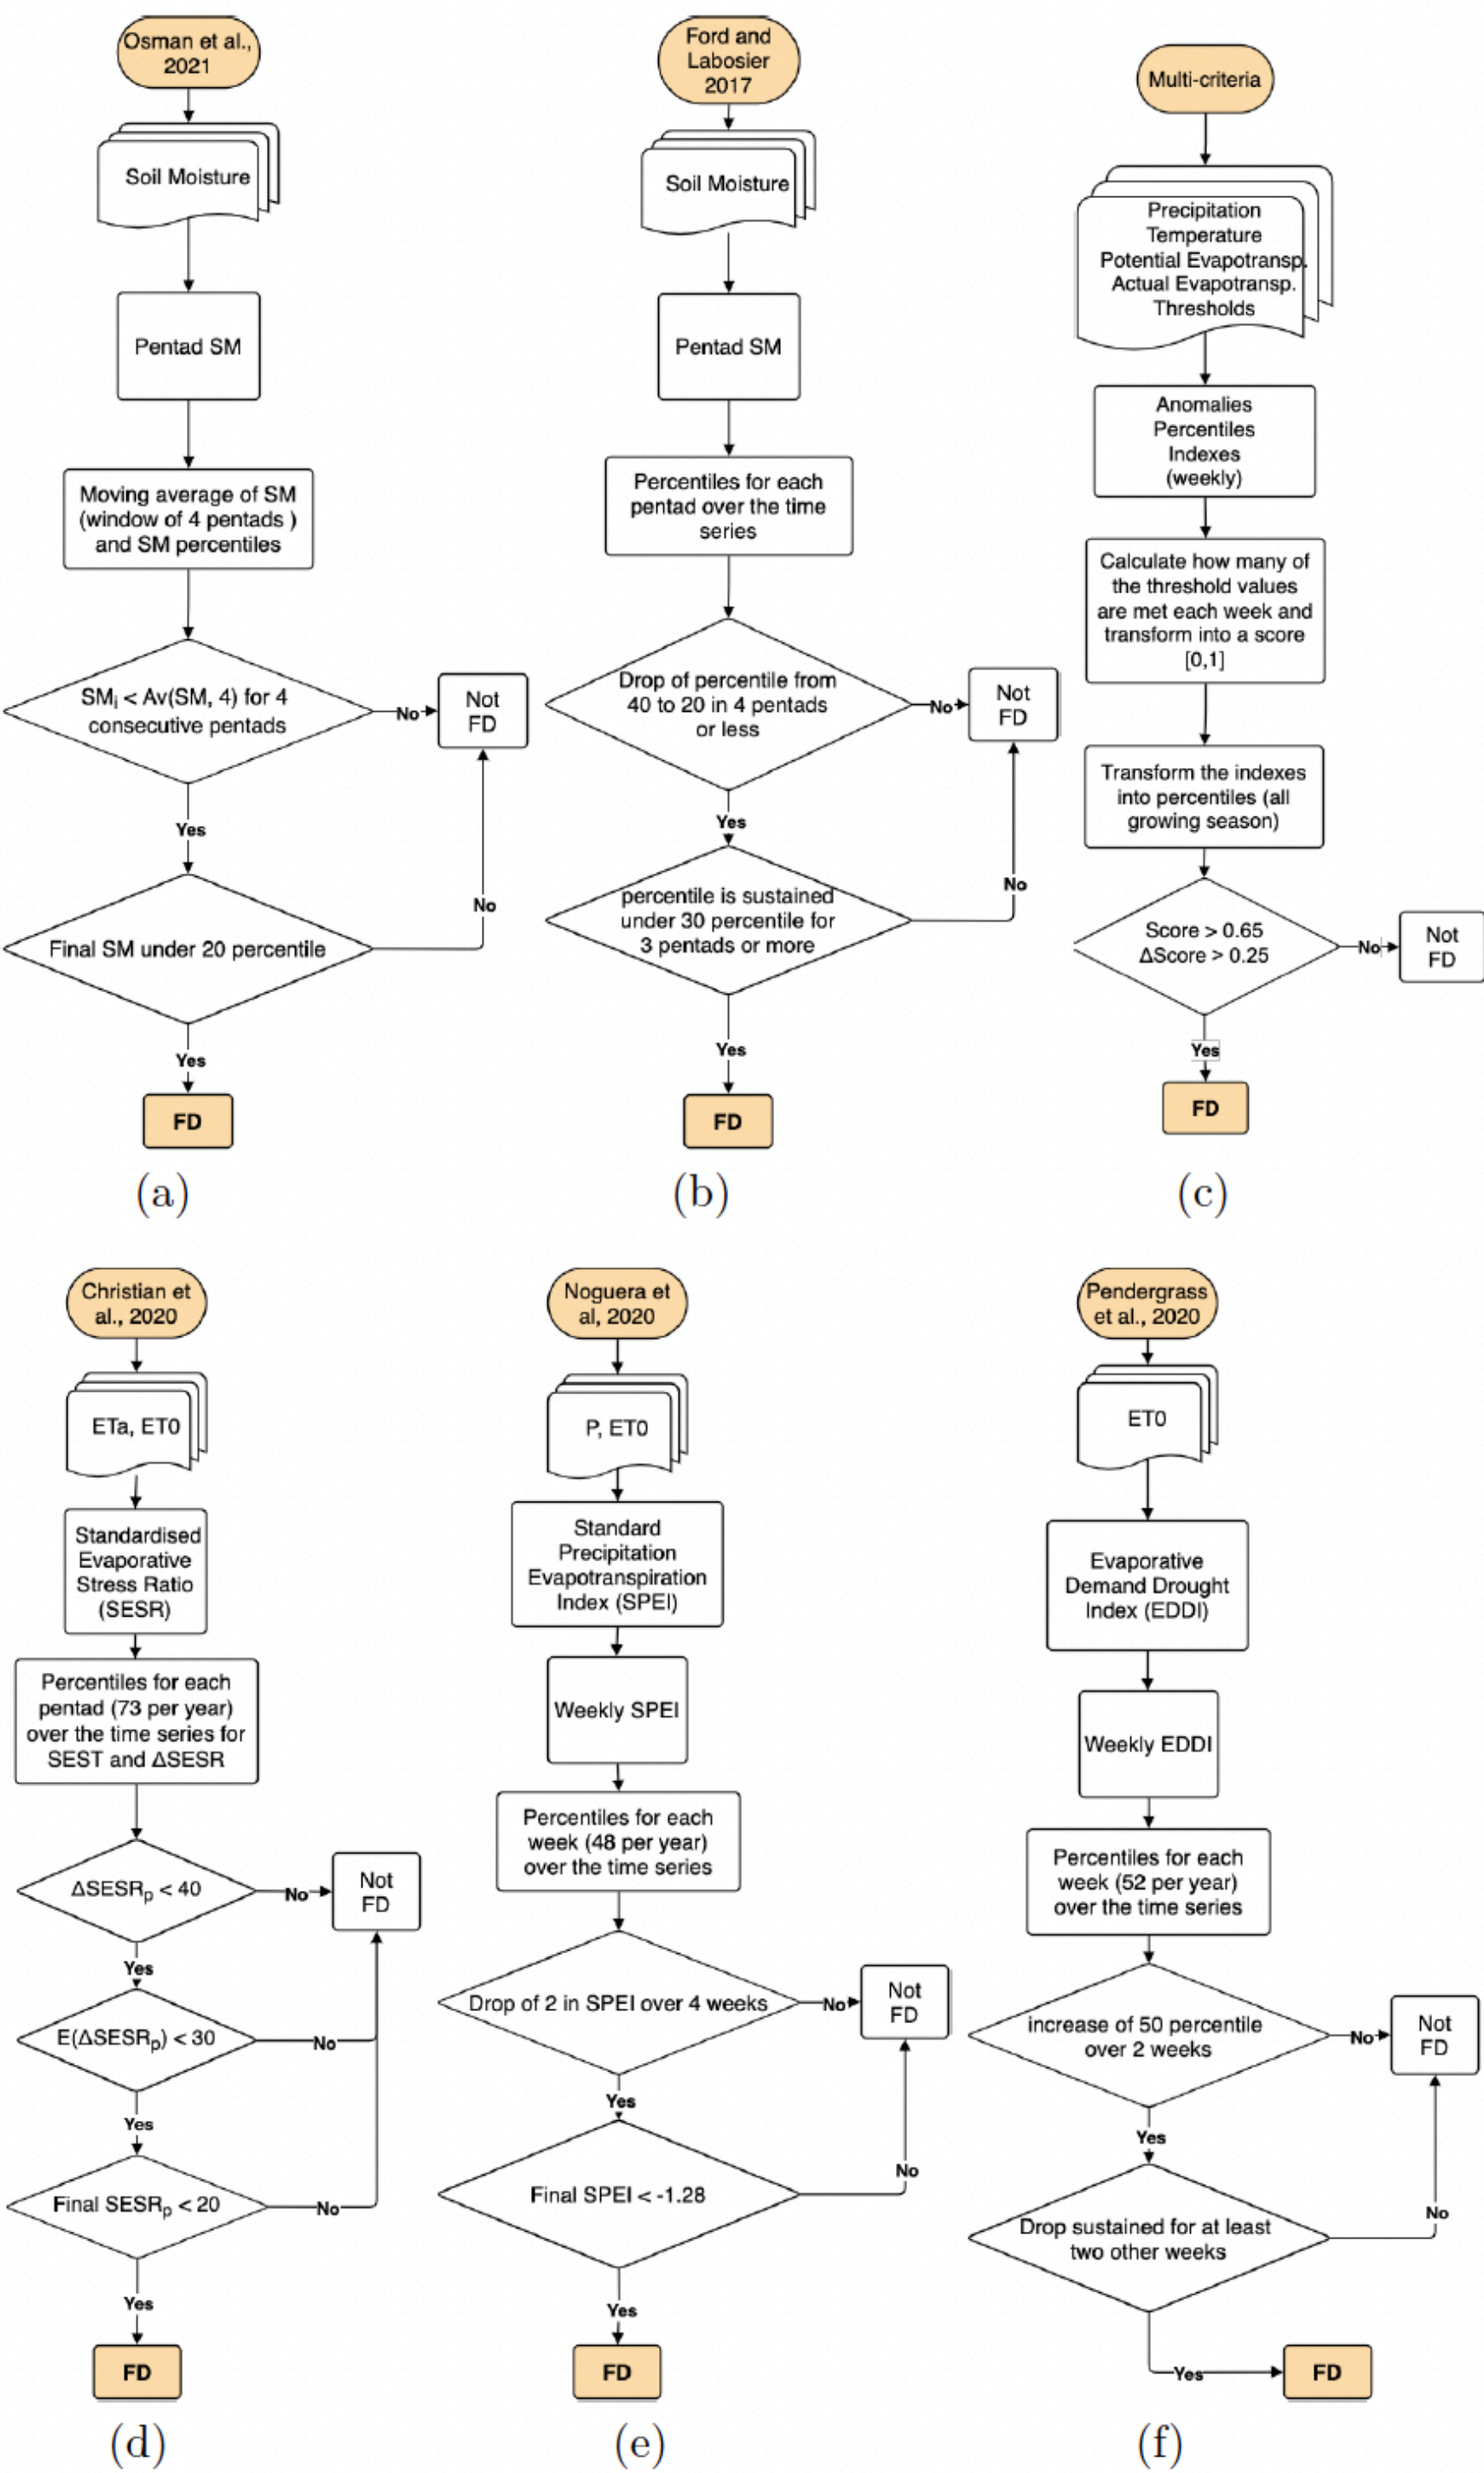 Osman et al.,
2021
Soil Moisture
Pentad SM
Moving average of SM
(window of 4 pentads )
and SM percentiles
SMi < Av(SM, 4) for 4
consecutive pentads
No
Not
FD
Yes
Final SM under 20 percentile
No
Yes
FD
(a)
Ford and
Labosier
2017
Soil Moisture
Pentad SM
Percentiles for each
pentad over the time
series
Drop of percentile from
40 to 20 in 4 pentads
or less
No
Not
FD
Yes
percentile is sustained
under 30 percentile for
3 pentads or more
No
Yes
FD
(b)
Multi-criteria
Precipitation
Temperature
Potential Evapotransp.
Actual Evapotransp.
Thresholds
Anomalies
Percentiles
Indexes
(weekly)
Calculate how many of
the threshold values
are met each week and
transform into a score
[0,1]
Transform the indexes
into percentiles (all
growing season)
Score > 0.65
ΔScore > 0.25
No
Not
FD
Yes
FD
(c)
Christian et
al., 2020
ETa, ET0
Standardised
Evaporative
Stress Ratio
(SESR)
Percentiles for each
pentad (73 per year)
over the time series for
SEST and ΔSESR
ΔSESRp < 40
No
Not
FD
Yes
E(ΔSESRp) < 30
No
Yes
Final SESRp < 20
No
Yes
FD
(d)
Noguera et
al, 2020
P, ET0
Standard
Precipitation
Evapotranspiration
Index (SPEI)
Weekly SPEI
Percentiles for each
week (48 per year)
over the time series
Drop of 2 in SPEI over 4 weeks
No
Not
FD
Yes
Final SPEI < -1.28
No
Yes
FD
(e)
Pendergrass
et al., 2020
ET0
Evaporative
Demand Drought
Index (EDDI)
Weekly EDDI
Percentiles for each
week (52 per year)
over the time series
increase of 50 percentile
over 2 weeks
No
Not
FD
Yes
Drop sustained for at least
two other weeks
No
Yes
FD
(f)